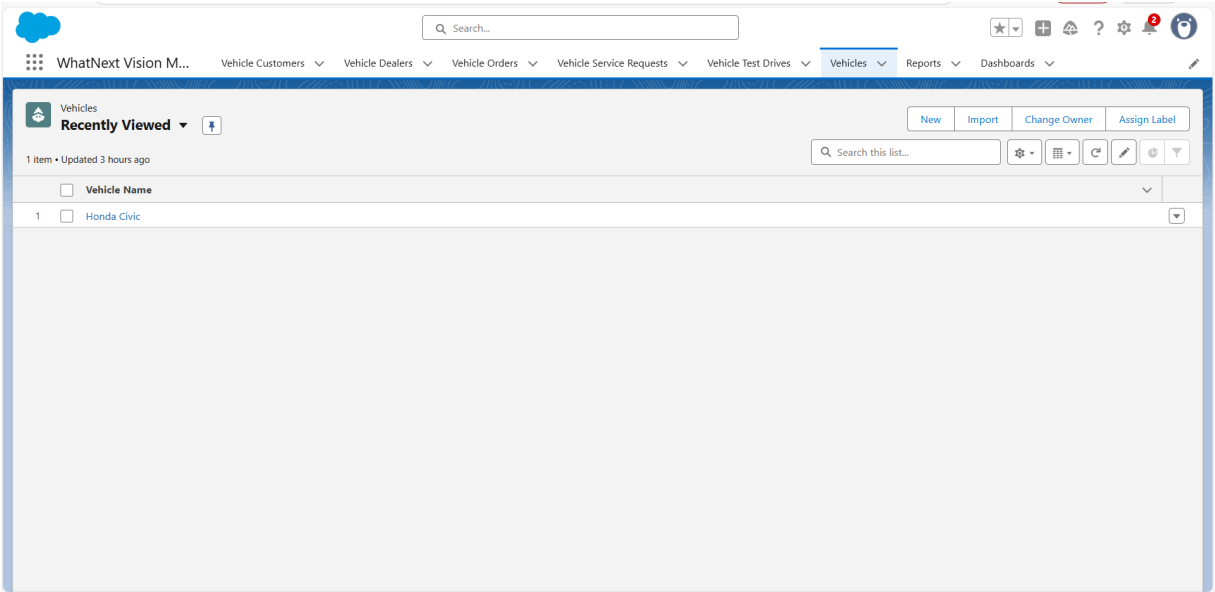 Search...
2
WhatNext Vision M...
Vehicle Customers
Vehicle Dealers
Vehicle Orders
Vehicle Service Requests
Vehicle Test Drives
Vehicles
Reports
Dashboards
Vehicles
Recently Viewed
New
Import
Change Owner
Assign Label
1 item • Updated 3 hours ago
Search this list...
Vehicle Name
1
Honda Civic